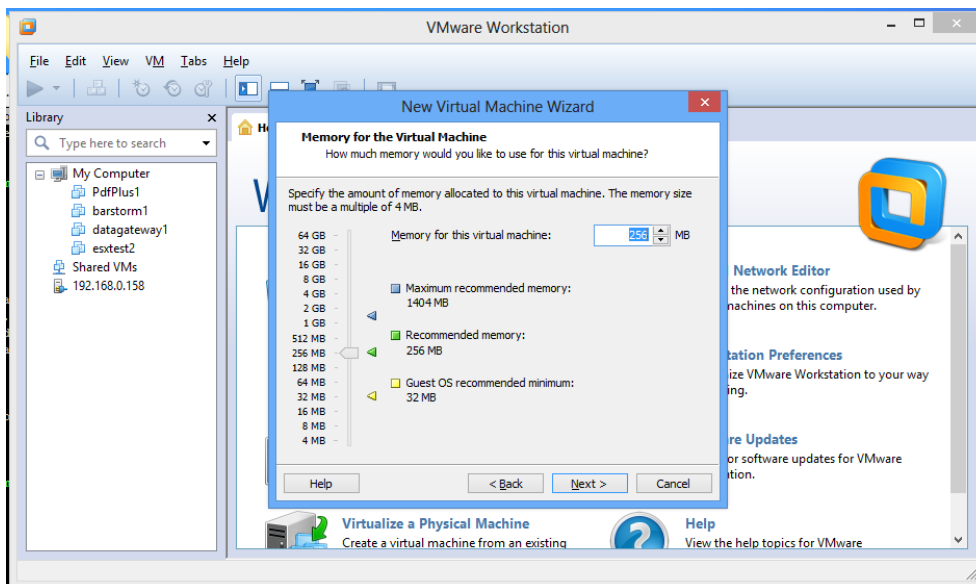 VMware Workstation
File Edit View VM Tabs Help
Library
Type here to search
My Computer
PdfPlus1
barstorm1
datagateway1
esxtest2
Shared VMs
192.168.0.158
New Virtual Machine Wizard
Memory for the Virtual Machine
How much memory would you like to use for this virtual machine?
Specify the amount of memory allocated to this virtual machine. The memory size
must be a multiple of 4 MB.
Memory for this virtual machine: 256 MB
64 GB
32 GB
16 GB
8 GB
4 GB
2 GB
1 GB
512 MB
256 MB
128 MB
64 MB
32 MB
16 MB
8 MB
4 MB
Maximum recommended memory:
1404 MB
Recommended memory:
256 MB
Guest OS recommended minimum:
32 MB
Help < Back Next > Cancel
Network Editor
the network configuration used by
machines on this computer.
Preferences
VMware Workstation to your way
Updates
software updates for VMware
Virtualize a Physical Machine
Create a virtual machine from an existing
Help
View the help topics for VMware